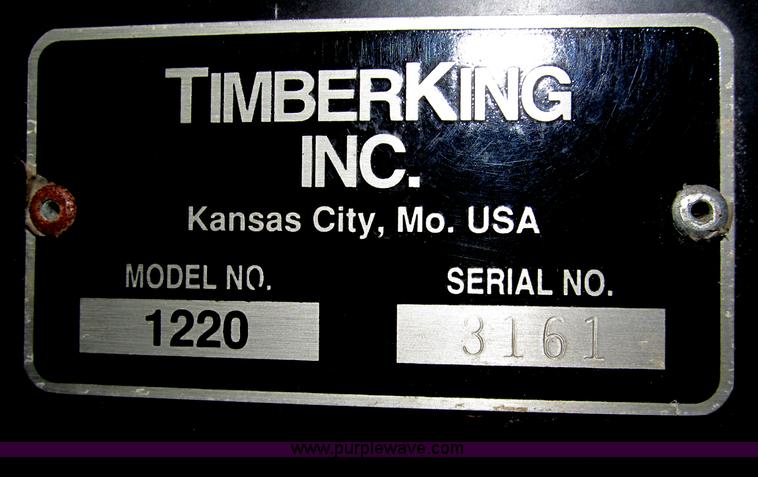 TIMBERKING
INC.
Kansas City, Mo. USA
MODEL NO. SERIAL NO.
1220 3161
www.purplewave.com